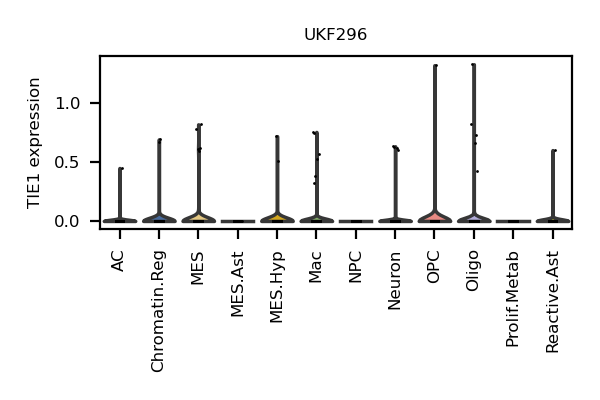 UKF296
TIE1 expression
1.0
0.5
0.0
AC
Chromatin.Reg
MES
MES.Ast
MES.Hyp
Mac
NPC
Neuron
OPC
Oligo
Prolif.Metab
Reactive.Ast